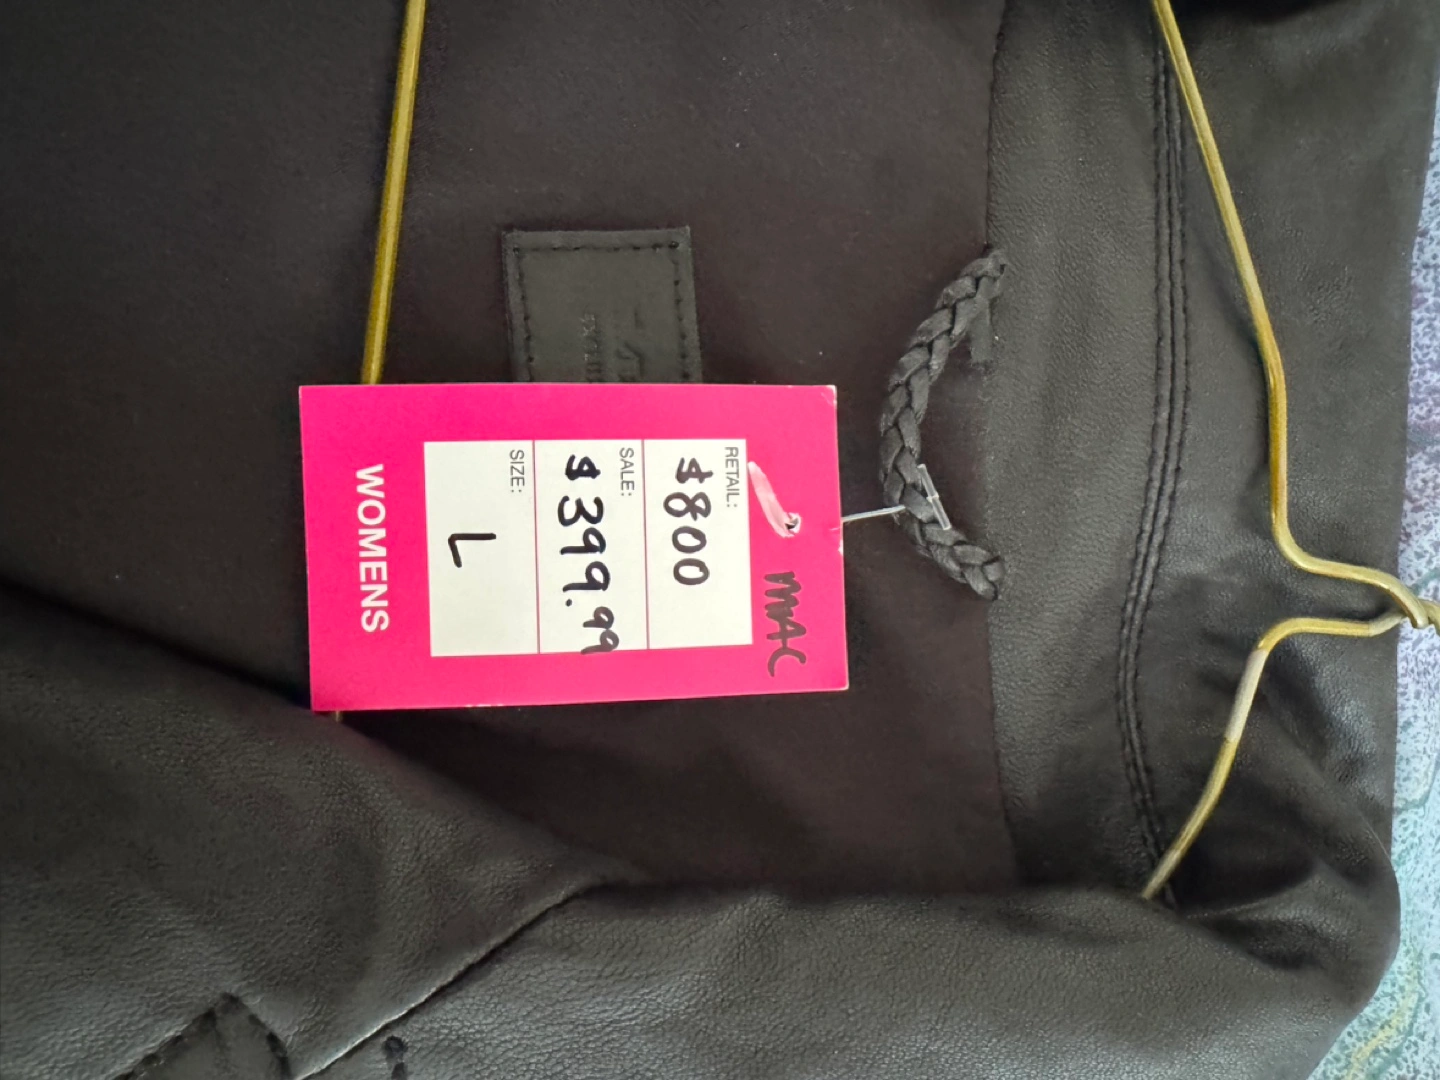 MAC
RETAIL:
$800
SALE:
$399.99
SIZE:
L
WOMENS